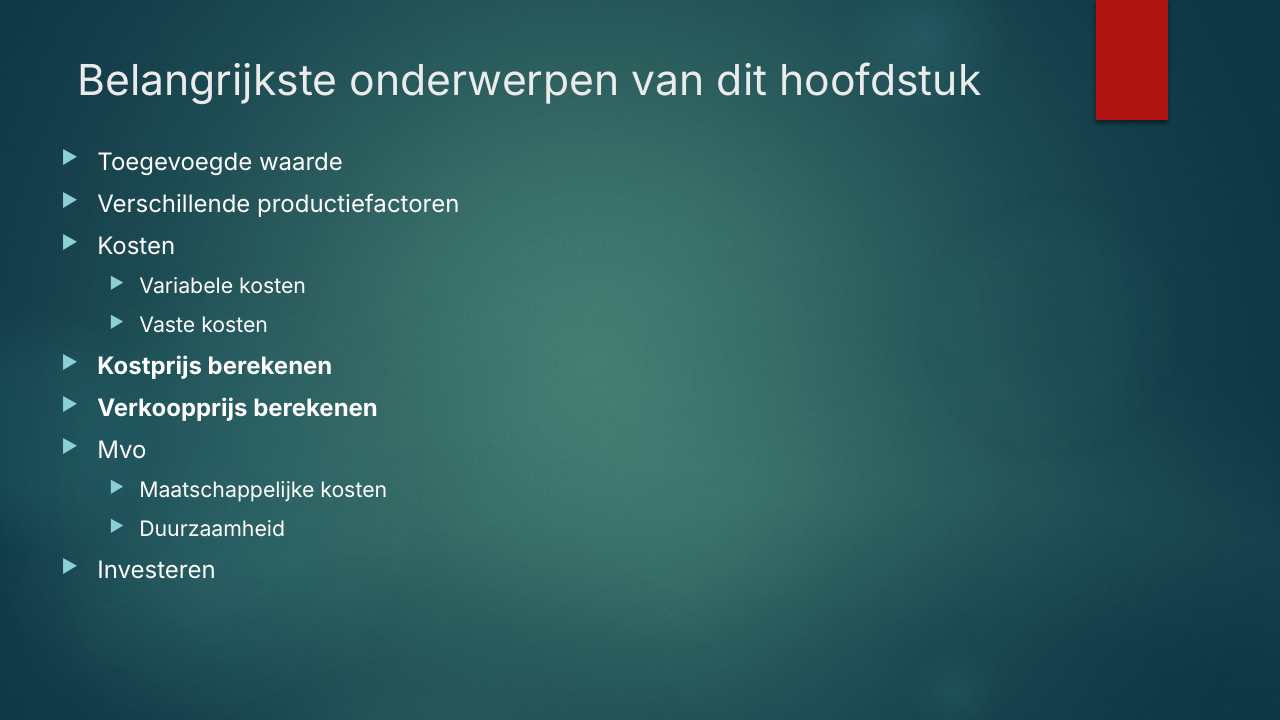 Belangrijkste onderwerpen van dit hoofdstuk
Toegevoegde waarde
Verschillende productiefactoren
Kosten
Variabele kosten
Vaste kosten
Kostprijs berekenen
Verkoopprijs berekenen
Mvo
Maatschappelijke kosten
Duurzaamheid
Investeren